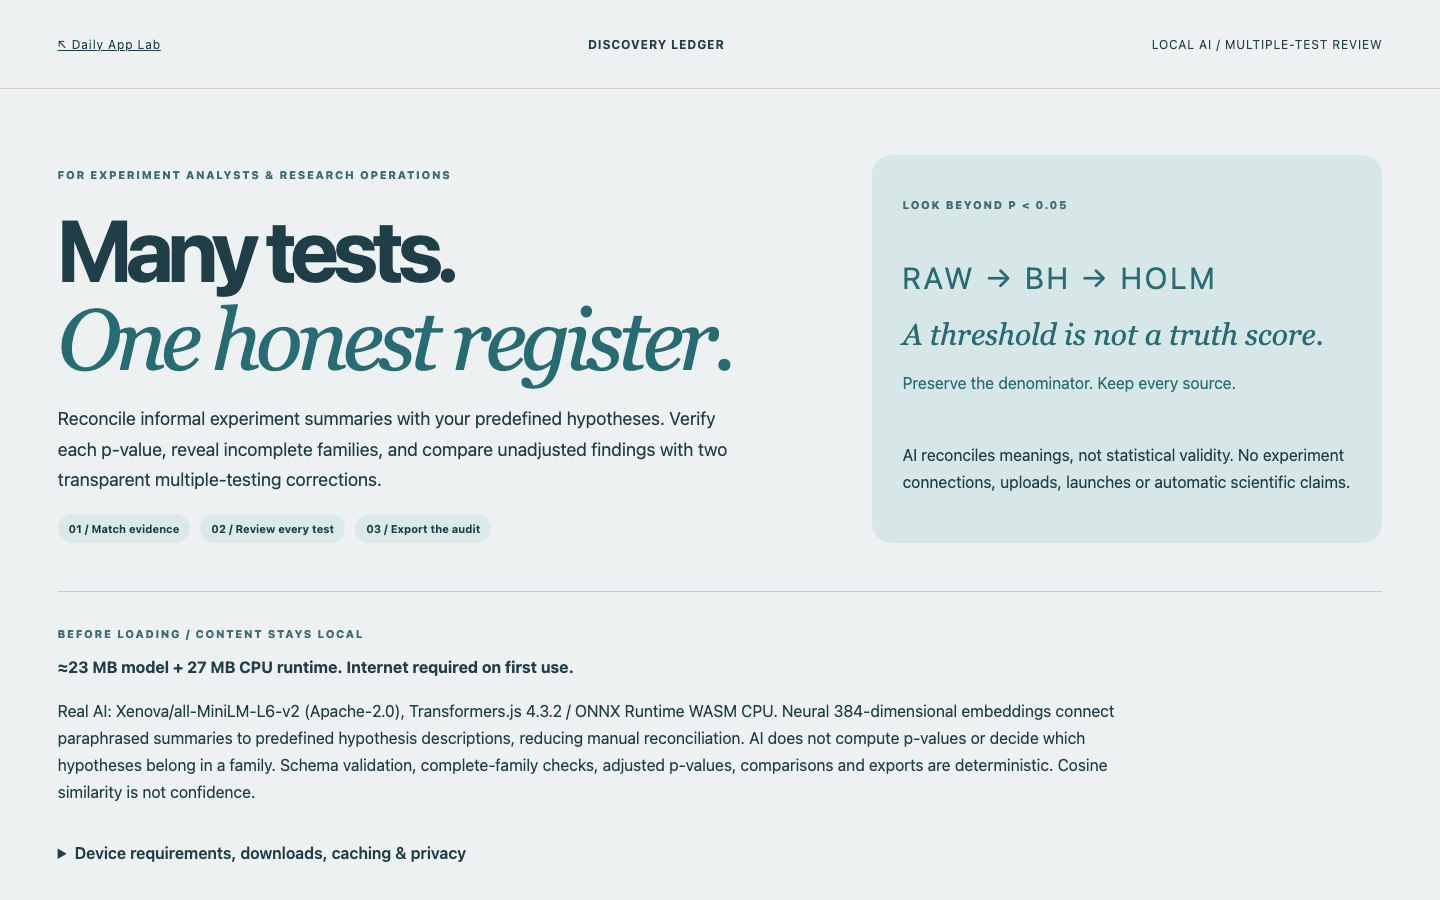 ↖ Daily App Lab
DISCOVERY LEDGER
LOCAL AI / MULTIPLE-TEST REVIEW
FOR EXPERIMENT ANALYSTS & RESEARCH OPERATIONS
Many tests.
One honest register.
Reconcile informal experiment summaries with your predefined hypotheses. Verify
each p-value, reveal incomplete families, and compare unadjusted findings with two
transparent multiple-testing corrections.
01 / Match evidence
02 / Review every test
03 / Export the audit
LOOK BEYOND P < 0.05
RAW → BH → HOLM
A threshold is not a truth score.
Preserve the denominator. Keep every source.
AI reconciles meanings, not statistical validity. No experiment
connections, uploads, launches or automatic scientific claims.
BEFORE LOADING / CONTENT STAYS LOCAL
≈23 MB model + 27 MB CPU runtime. Internet required on first use.
Real AI: Xenova/all-MiniLM-L6-v2 (Apache-2.0), Transformers.js 4.3.2 / ONNX Runtime WASM CPU. Neural 384-dimensional embeddings connect
paraphrased summaries to predefined hypothesis descriptions, reducing manual reconciliation. AI does not compute p-values or decide which
hypotheses belong in a family. Schema validation, complete-family checks, adjusted p-values, comparisons and exports are deterministic. Cosine
similarity is not confidence.
▶ Device requirements, downloads, caching & privacy